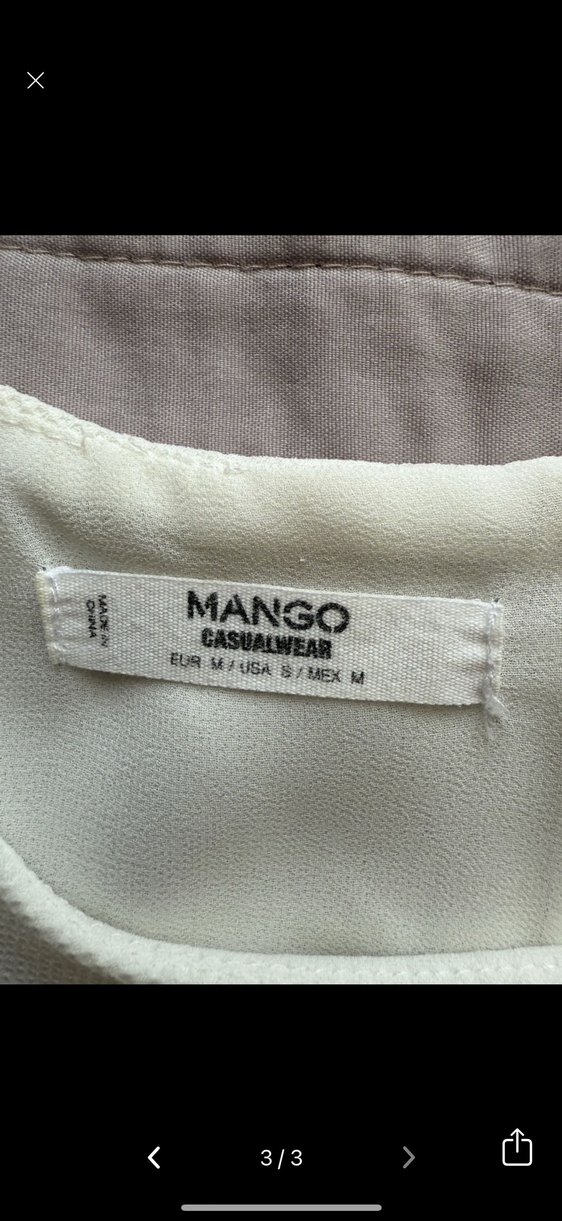 MANGO
CASUALWEAR
EUR M / USA S / MEX M
MADE IN
CHINA
3 / 3